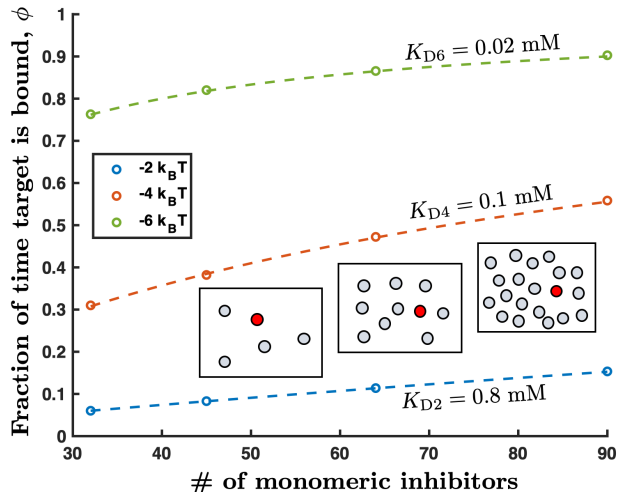 Fraction of time target is bound, ϕ
1
0.9
0.8
0.7
0.6
0.5
0.4
0.3
0.2
0.1
0
K_D6 = 0.02 mM
-2 k_BT
-4 k_BT
-6 k_BT
K_D4 = 0.1 mM
K_D2 = 0.8 mM
30 40 50 60 70 80 90
# of monomeric inhibitors